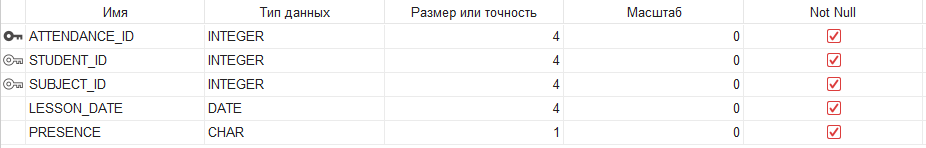 Имя Тип данных Размер или точность Масштаб Not Null
ATTENDANCE_ID INTEGER 4 0
STUDENT_ID INTEGER 4 0
SUBJECT_ID INTEGER 4 0
LESSON_DATE DATE 4 0
PRESENCE CHAR 1 0